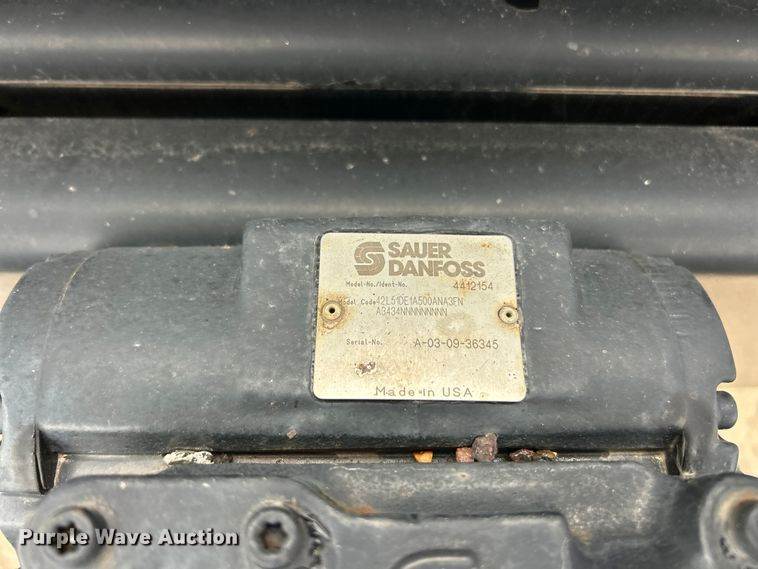 SAUER
DANFOSS
Model-No./Ident-No. 4412154
Model Code 42L51DE1A500ANA3FN
A3434NNNNNNNNN
Serial-No. A-03-09-36345
Made in USA
Purple Wave Auction